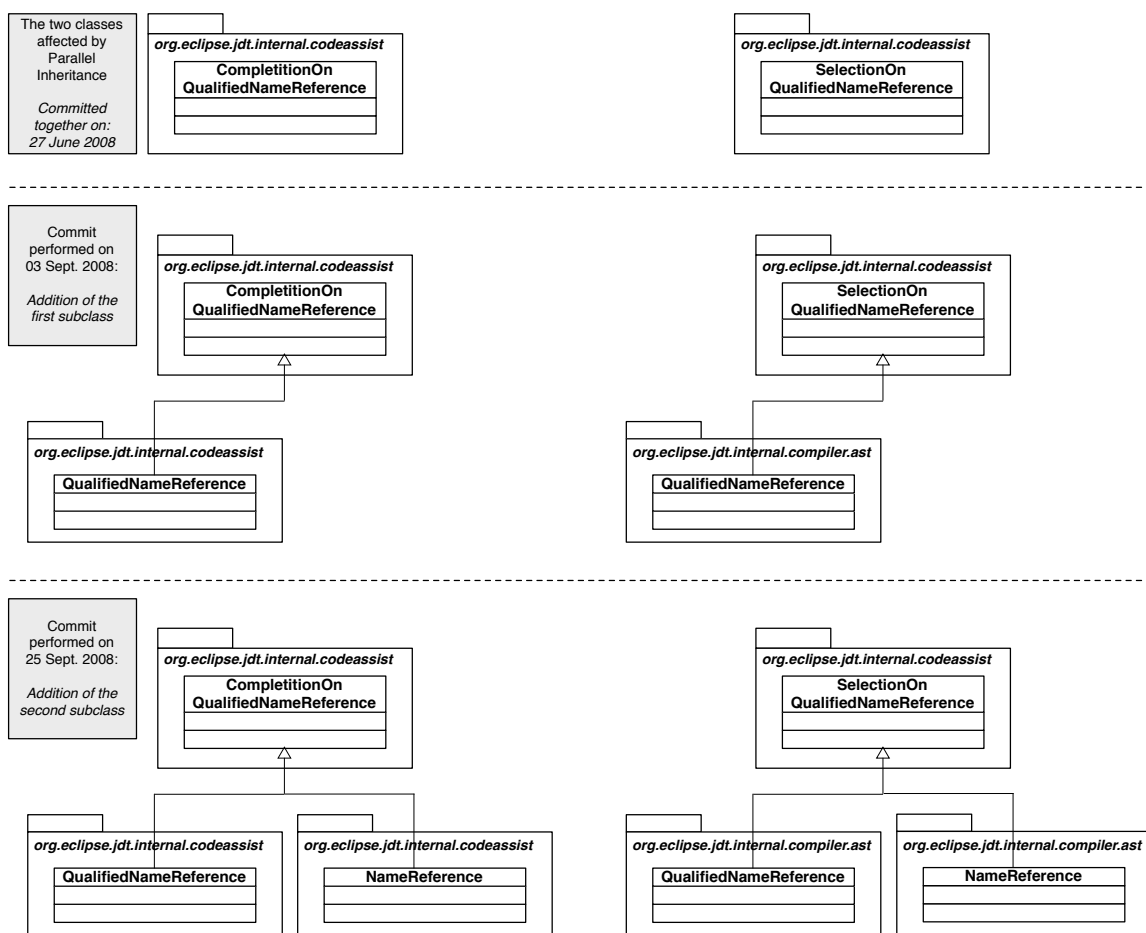 The two classes
affected by
Parallel
Inheritance
Committed
together on:
27 June 2008
org.eclipse.jdt.internal.codeassist
CompletitionOn
QualifiedNameReference
org.eclipse.jdt.internal.codeassist
SelectionOn
QualifiedNameReference
Commit
performed on
03 Sept. 2008:
Addition of the
first subclass
org.eclipse.jdt.internal.codeassist
CompletitionOn
QualifiedNameReference
org.eclipse.jdt.internal.codeassist
SelectionOn
QualifiedNameReference
org.eclipse.jdt.internal.codeassist
QualifiedNameReference
org.eclipse.jdt.internal.compiler.ast
QualifiedNameReference
Commit
performed on
25 Sept. 2008:
Addition of the
second subclass
org.eclipse.jdt.internal.codeassist
CompletitionOn
QualifiedNameReference
org.eclipse.jdt.internal.codeassist
SelectionOn
QualifiedNameReference
org.eclipse.jdt.internal.codeassist
QualifiedNameReference
org.eclipse.jdt.internal.codeassist
NameReference
org.eclipse.jdt.internal.compiler.ast
QualifiedNameReference
org.eclipse.jdt.internal.compiler.ast
NameReference